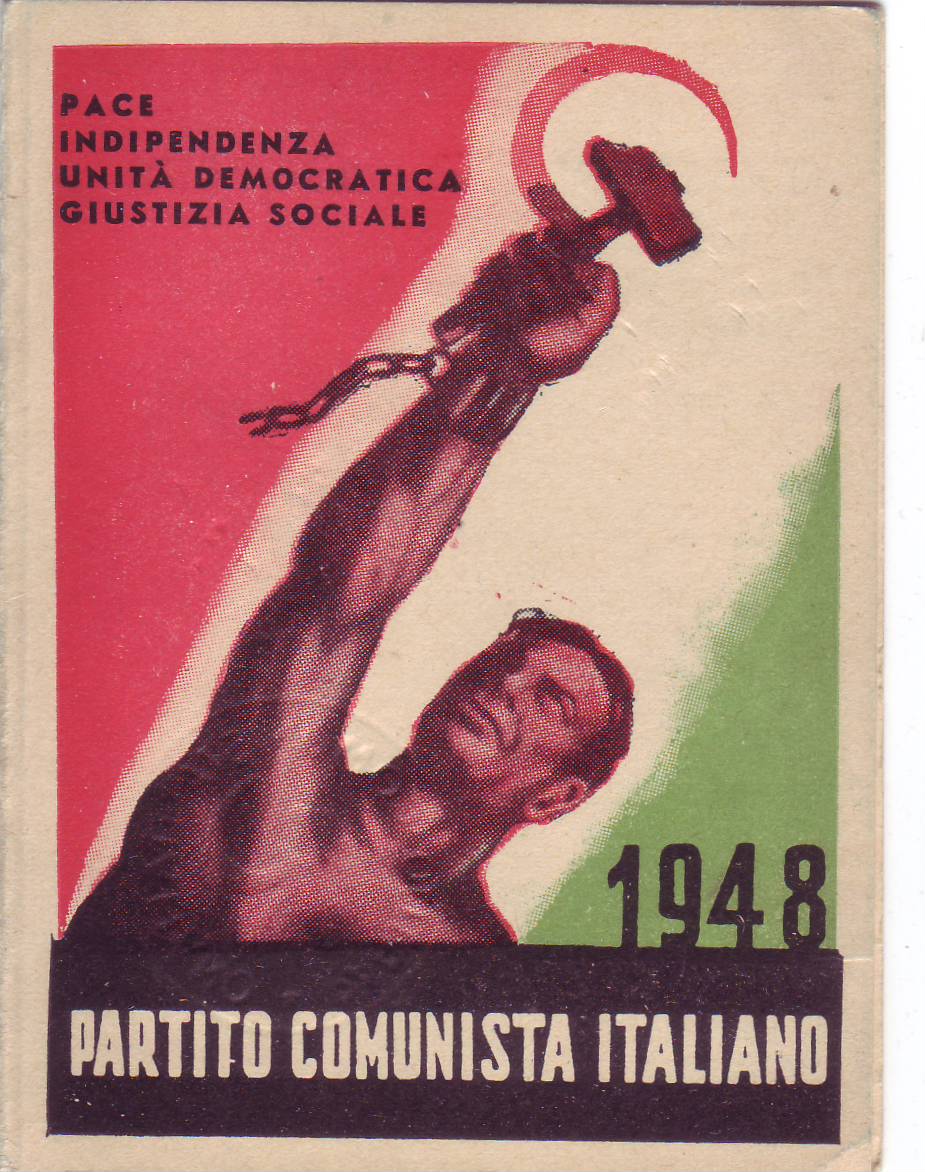 PACE
INDIPENDENZA
UNITÀ DEMOCRATICA
GIUSTIZIA SOCIALE
1948
PARTITO COMUNISTA ITALIANO